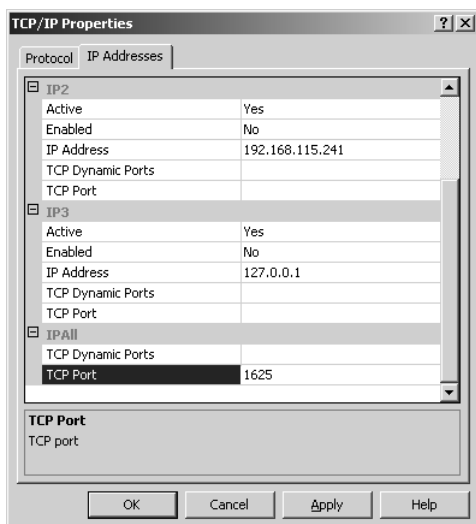 TCP/IP Properties
Protocol IP Addresses
IP2
Active Yes
Enabled No
IP Address 192.168.115.241
TCP Dynamic Ports
TCP Port
IP3
Active Yes
Enabled No
IP Address 127.0.0.1
TCP Dynamic Ports
TCP Port
IPAll
TCP Dynamic Ports
TCP Port 1625
TCP Port
TCP port
OK Cancel Apply Help